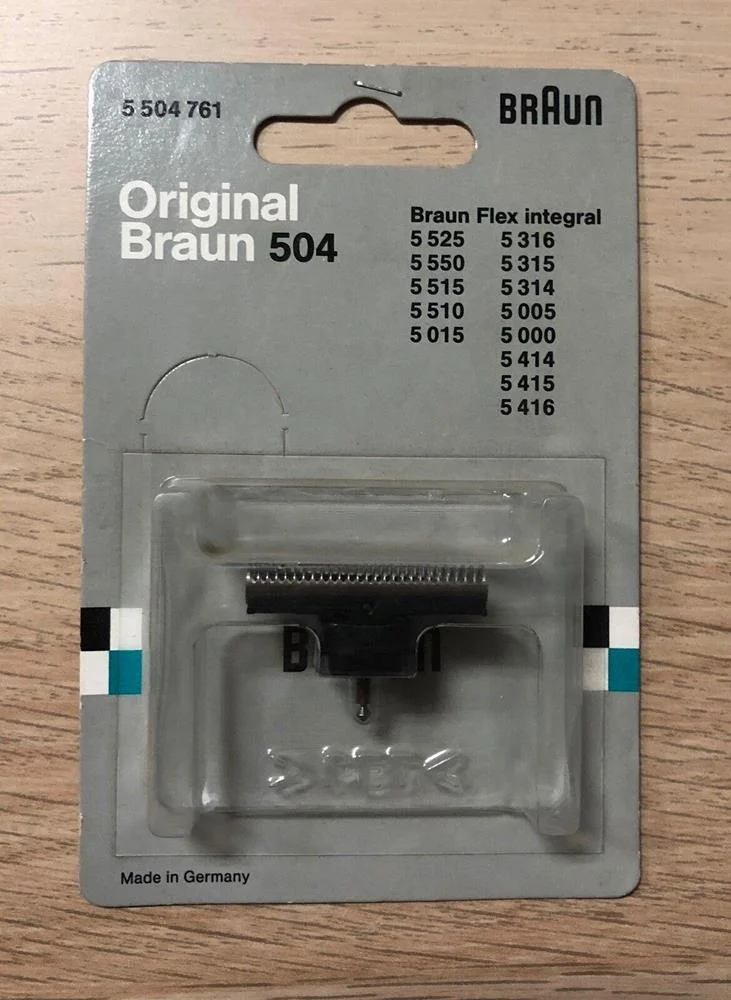 5 504 761
BRAUN
Original
Braun 504
Braun Flex integral
5 525 5 316
5 550 5 315
5 515 5 314
5 510 5 005
5 015 5 000
5 414
5 415
5 416
Made in Germany